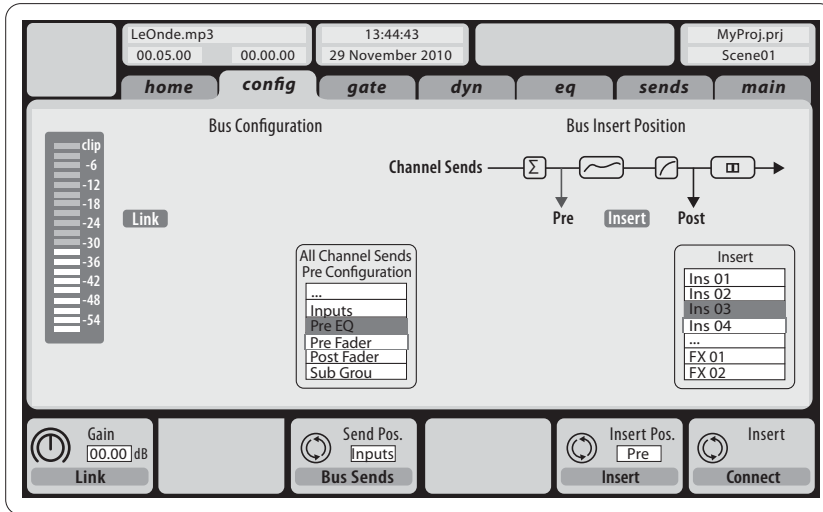 LeOnde.mp3
00.05.00 00.00.00
13:44:43
29 November 2010
MyProj.prj
Scene01
home config gate dyn eq sends main
Bus Configuration
Bus Insert Position
clip
-6
-12
-18
-24
-30
-36
-42
-48
-54
Link
Channel Sends
Σ
Pre Insert Post
All Channel Sends
Pre Configuration
...
Inputs
Pre EQ
Pre Fader
Post Fader
Sub Grou
Insert
Ins 01
Ins 02
Ins 03
Ins 04
...
FX 01
FX 02
Gain
00.00 dB
Link
Send Pos.
Inputs
Bus Sends
Insert Pos.
Pre
Insert
Insert
Connect